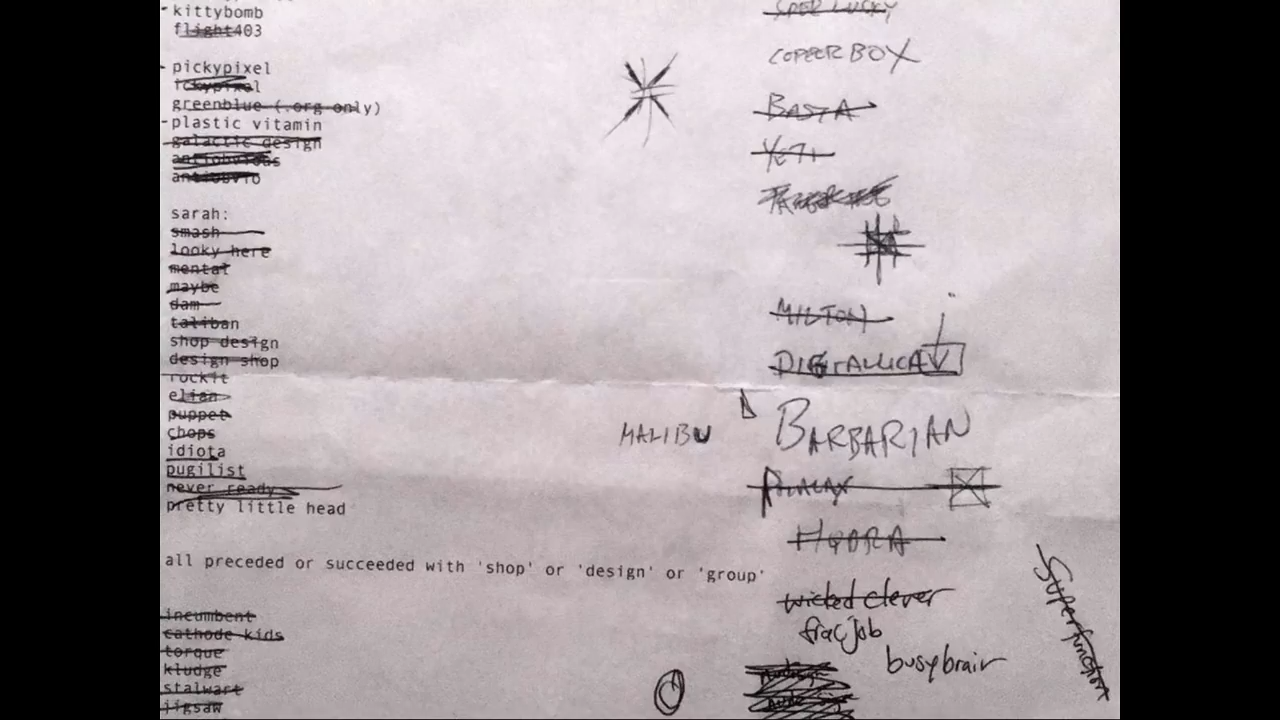 kittybomb
flight403
pickypixel
ickypixel
greenblue (.org only)
plastic vitamin
galactic design
antiobvious
antiobvio
sarah:
smash
looky here
mental
maybe
dam
taliban
shop design
design shop
rockit
elian
puppet
chops
idiota
pugilist
never ready
pretty little head
all preceded or succeeded with 'shop' or 'design' or 'group'
incumbent
cathode kids
torque
kludge
stalwart
jigsaw
COPPER BOX
BASTA
YETI
MILTON
DIGITALLICA
MALIBU
BARBARIAN
HYDRA
wicked clever
fracjob
busybrain
Superfunction